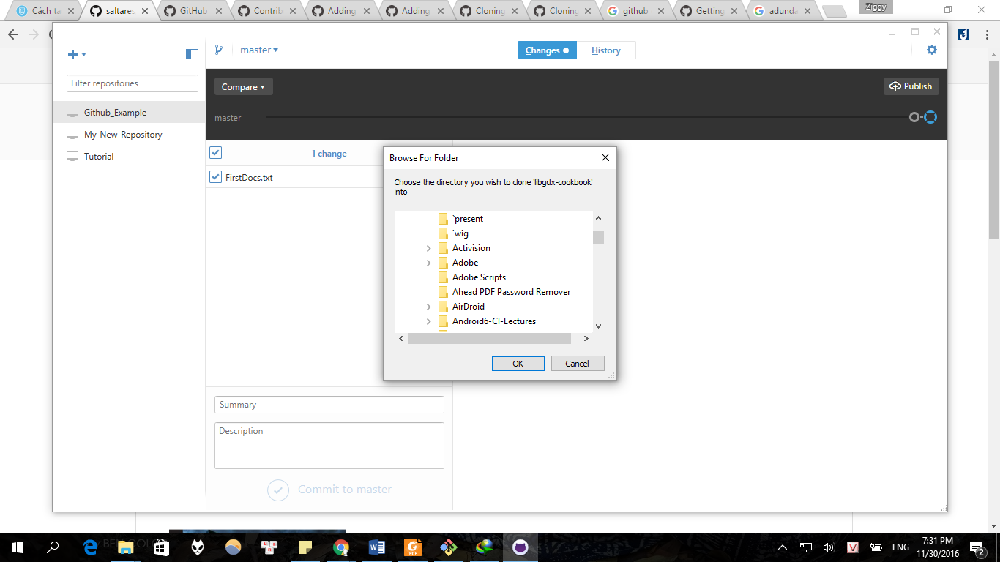 Cách tạ
saltares
GitHub
Contrib
Adding
Adding
Cloning
Cloning
github
Getting
adunda
Ziggy
master
Changes
History
Filter repositories
Compare
Publish
Github_Example
master
My-New-Repository
Tutorial
1 change
FirstDocs.txt
Browse For Folder
Choose the directory you wish to clone 'libgdx-cookbook'
into
`present
`wig
Activision
Adobe
Adobe Scripts
Ahead PDF Password Remover
AirDroid
Android6-CI-Lectures
OK
Cancel
Summary
Description
Commit to master
ENG
7:31 PM
11/30/2016
2